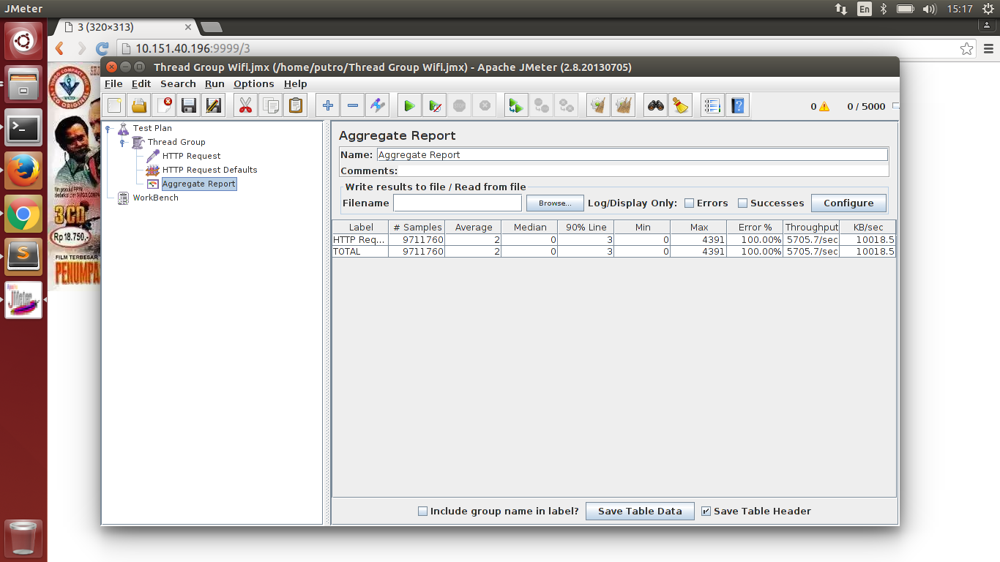 JMeter
En
15:17
3 (320×313)
10.151.40.196:9999/3
Thread Group Wifi.jmx (/home/putro/Thread Group Wifi.jmx) - Apache JMeter (2.8.20130705)
File Edit Search Run Options Help
0 0 / 5000
Test Plan
Thread Group
HTTP Request
HTTP Request Defaults
Aggregate Report
WorkBench
Aggregate Report
Name: Aggregate Report
Comments:
Write results to file / Read from file
Filename Browse... Log/Display Only: Errors Successes Configure
Label # Samples Average Median 90% Line Min Max Error % Throughput KB/sec
HTTP Req... 9711760 2 0 3 0 4391 100.00% 5705.7/sec 10018.5
TOTAL 9711760 2 0 3 0 4391 100.00% 5705.7/sec 10018.5
Include group name in label? Save Table Data Save Table Header
VCD
ORIGINAL
3 CD
Rp 18.750,-
FILM TERBESAR
PENUMPA
JMeter